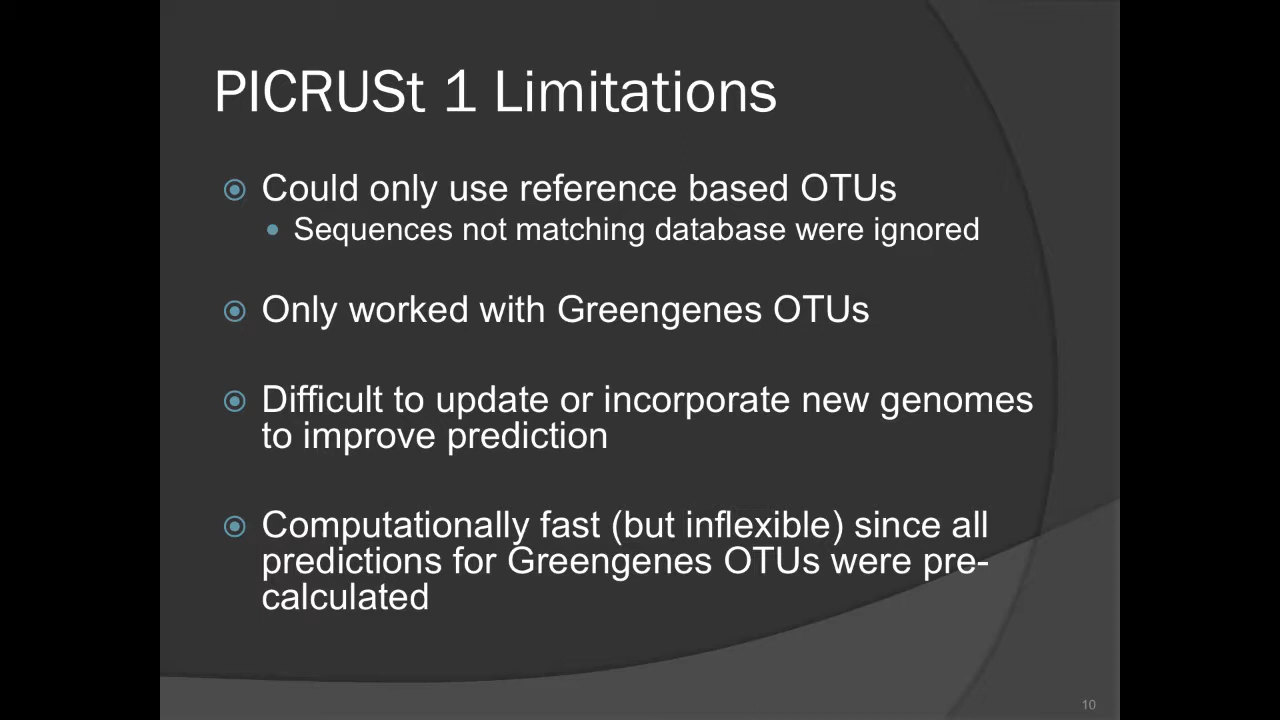 PICRUSt 1 Limitations
Could only use reference based OTUs
Sequences not matching database were ignored
Only worked with Greengenes OTUs
Difficult to update or incorporate new genomes
to improve prediction
Computationally fast (but inflexible) since all
predictions for Greengenes OTUs were pre-
calculated
10